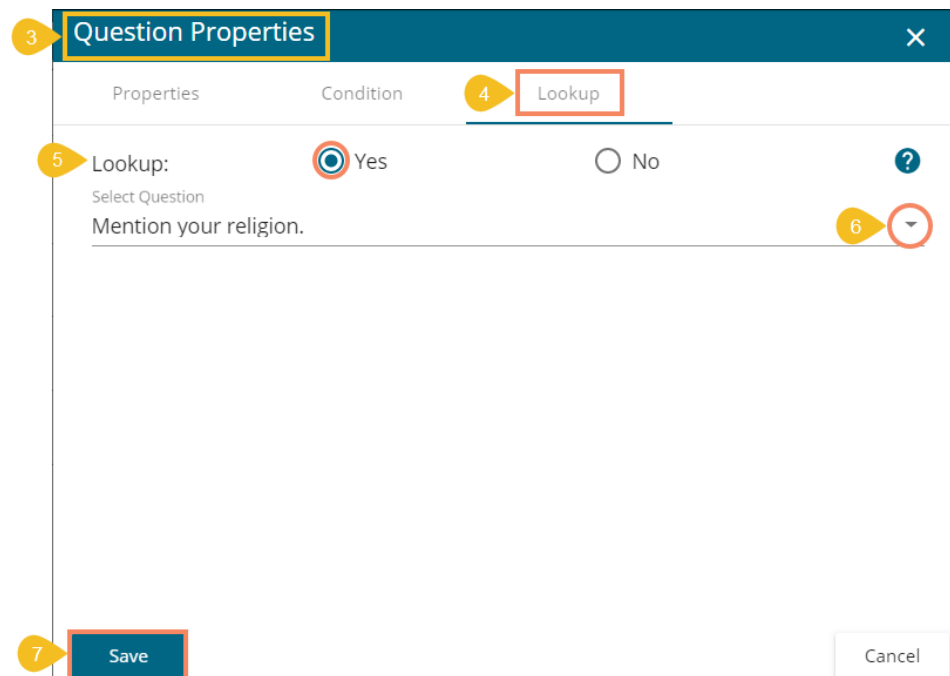 3 Question Properties
Properties Condition 4 Lookup
5 Lookup: Yes No ?
Select Question
Mention your religion. 6
7 Save Cancel